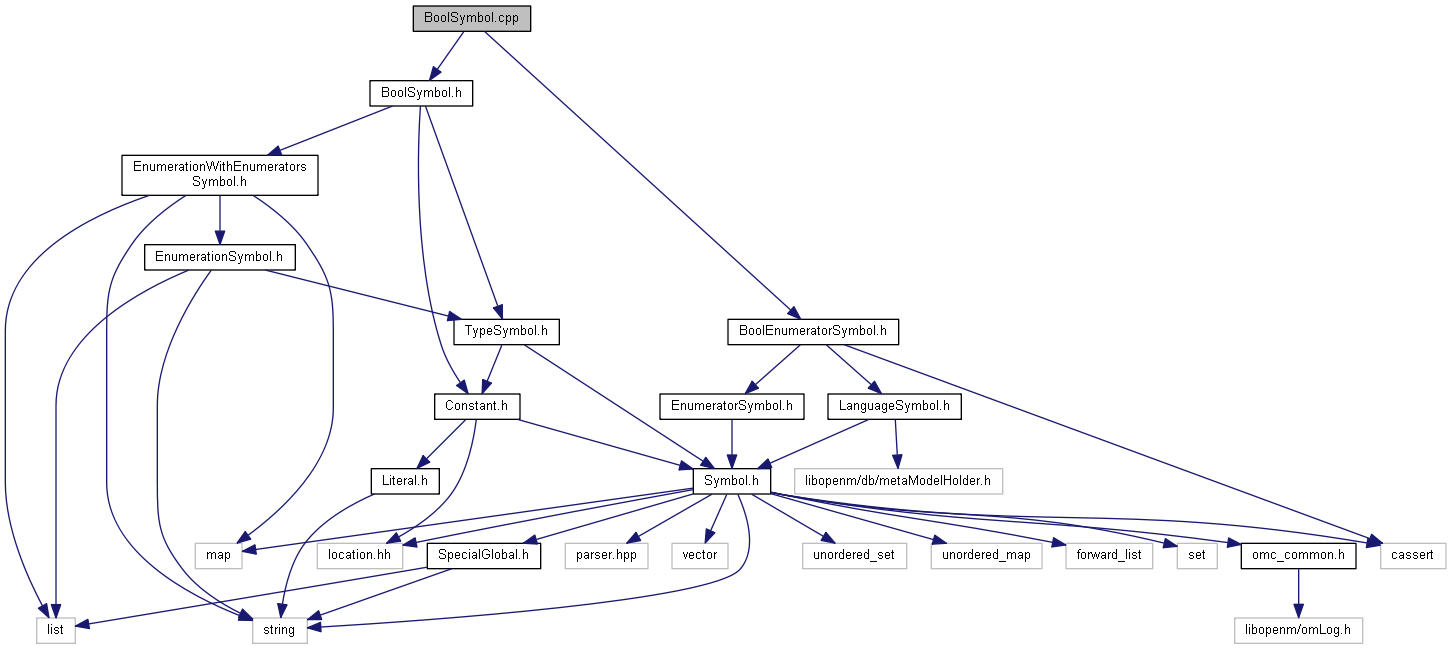 BoolSymbol.cpp
BoolSymbol.h
EnumerationWithEnumerators
Symbol.h
EnumerationSymbol.h
TypeSymbol.h
BoolEnumeratorSymbol.h
Constant.h
EnumeratorSymbol.h
LanguageSymbol.h
Literal.h
Symbol.h
libopenm/db/metaModelHolder.h
map
location.hh
SpecialGlobal.h
parser.hpp
vector
unordered_set
unordered_map
forward_list
set
omc_common.h
cassert
list
string
libopenm/omLog.h